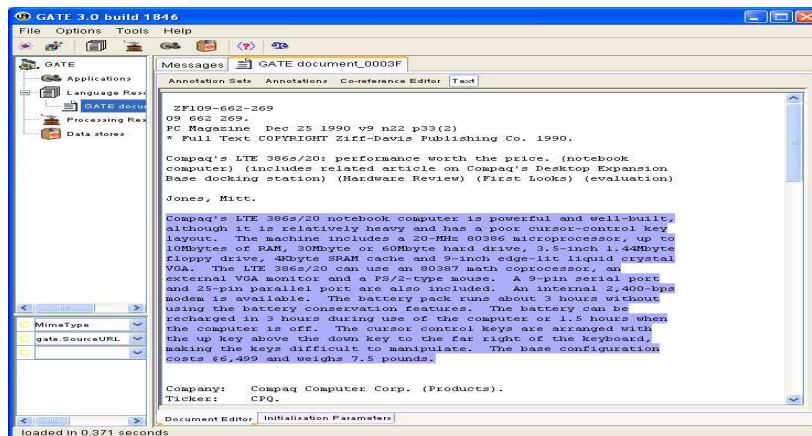 GATE 3.0 build 1846
File Options Tools Help
GATE
Applications
Language Reso
GATE docu
Processing Res
Data stores
MimeType
gate.SourceURL
Messages GATE document_0003F
Annotation Sets Annotations Co-reference Editor Text
ZF109-662-269
09 662 269.
PC Magazine Dec 25 1990 v9 n22 p33(2)
* Full Text COPYRIGHT Ziff-Davis Publishing Co. 1990.
Compaq's LTE 386s/20: performance worth the price. (notebook
computer) (includes related article on Compaq's Desktop Expansion
Base docking station) (Hardware Review) (First Looks) (evaluation)
Jones, Mitt.
Compaq's LTE 386s/20 notebook computer is powerful and well-built,
although it is relatively heavy and has a poor cursor-control key
layout. The machine includes a 20-MHz 80386 microprocessor, up to
10Mbytes of RAM, 30Mbyte or 60Mbyte hard drive, 3.5-inch 1.44Mbyte
floppy drive, 4Kbyte SRAM cache and 9-inch edge-lit liquid crystal
VGA. The LTE 386s/20 can use an 80387 math coprocessor, an
external VGA monitor and a PS/2-type mouse. A 9-pin serial port
and 25-pin parallel port are also included. An internal 2,400-bps
modem is available. The battery pack runs about 3 hours without
using the battery conservation features. The battery can be
recharged in 3 hours during use of the computer or 1.5 hours when
the computer is off. The cursor control keys are arranged with
the up key above the down key to the far right of the keyboard,
making the keys difficult to manipulate. The base configuration
costs $6,499 and weighs 7.5 pounds.
Company: Compaq Computer Corp. (Products).
Ticker: CPQ.
Document Editor Initialisation Parameters
loaded in 0.371 seconds